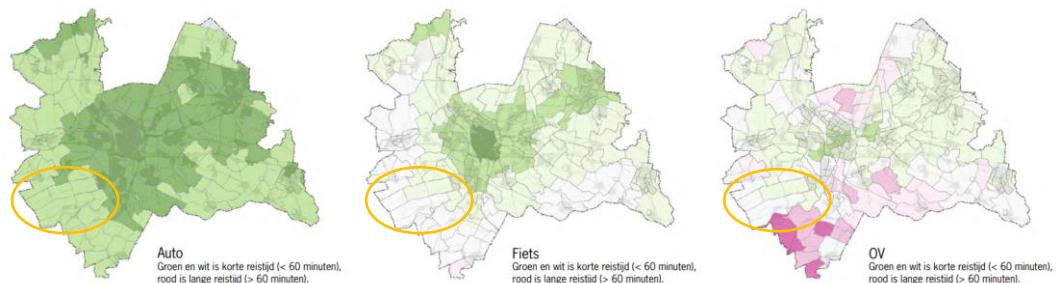 Auto
Groen en wit is korte reistijd (< 60 minuten),
rood is lange reistijd (> 60 minuten).
Fiets
Groen en wit is korte reistijd (< 60 minuten),
rood is lange reistijd (> 60 minuten).
OV
Groen en wit is korte reistijd (< 60 minuten),
rood is lange reistijd (> 60 minuten).